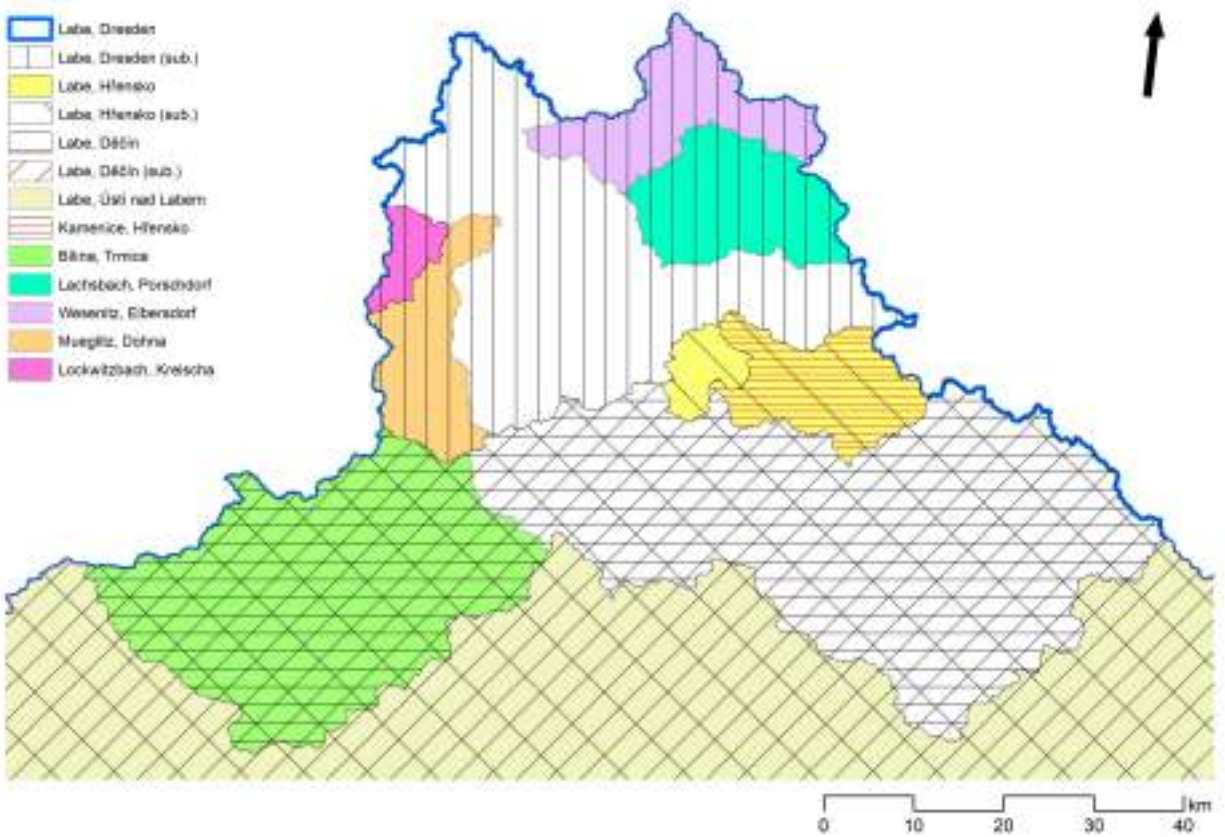 Labe, Dresden
Labe, Dresden (sub.)
Labe, Hřensko
Labe, Hřensko (sub.)
Labe, Děčín
Labe, Děčín (sub.)
Labe, Ústí nad Labem
Kamenice, Hřensko
Bílina, Trmice
Lachsbach, Porschdorf
Wesenitz, Elbersdorf
Mueglitz, Dohna
Lockwitzbach, Kreischa
km
0 10 20 30 40